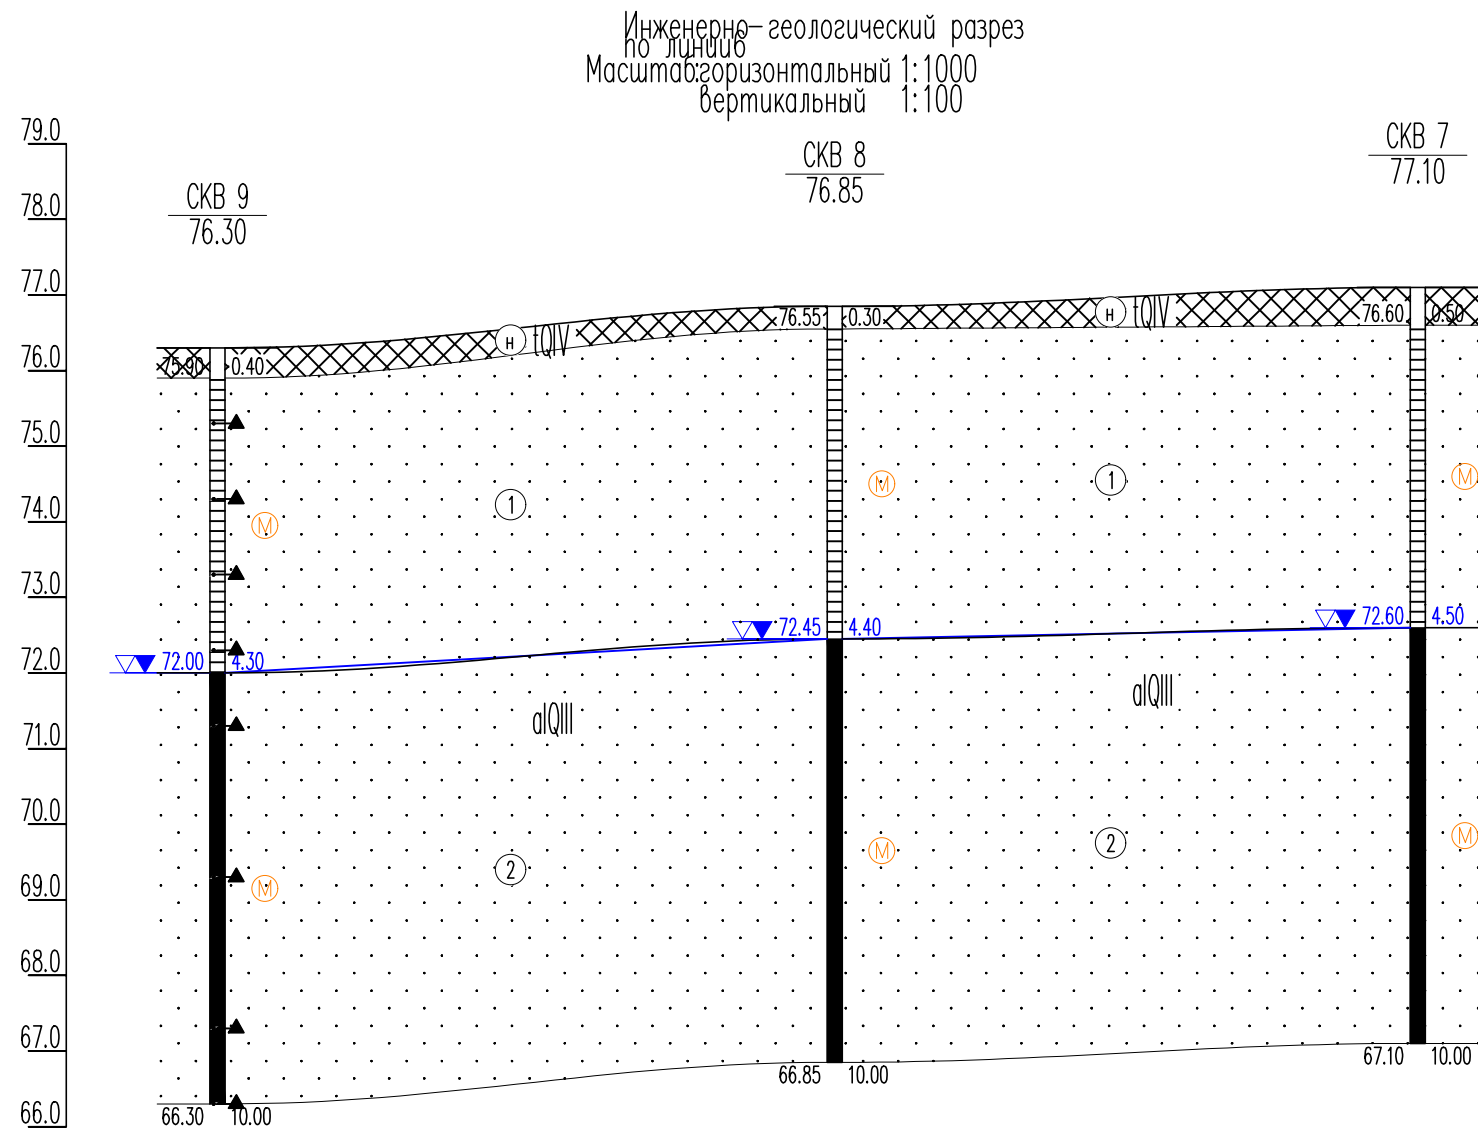 Инженерно-геологический разрез
по линии6
Масштаб:горизонтальный 1:1000
вертикальный 1:100
79.0
78.0
77.0
76.0
75.0
74.0
73.0
72.0
71.0
70.0
69.0
68.0
67.0
66.0
СКВ 9
76.30
СКВ 8
76.85
СКВ 7
77.10
75.90 0.40
н tQIV
76.55 0.30
н tQIV
76.60 0.50
1
М
М
1
М
72.00 4.30
72.45 4.40
72.60 4.50
alQIII
alQIII
2
М
М
2
М
66.30 10.00
66.85 10.00
67.10 10.00